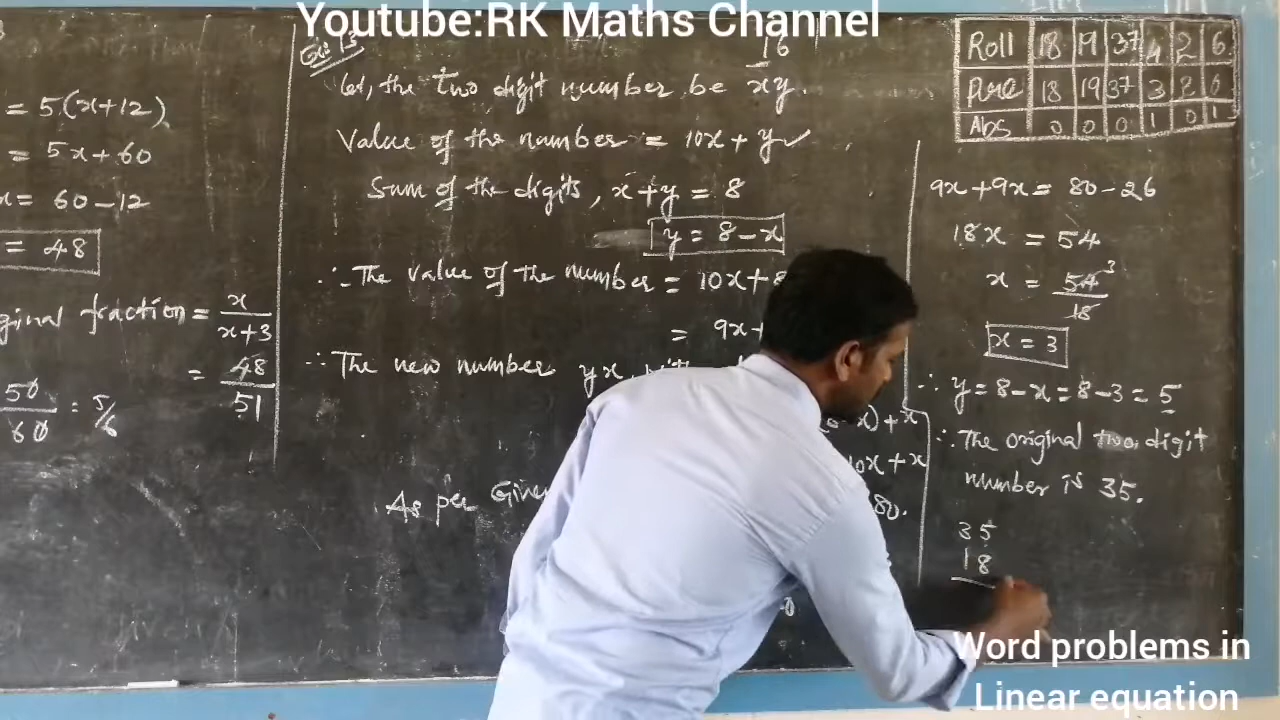 Youtube:RK Maths Channel
= 5(x+12)
= 5x+60
x= 60-12
= 48
ginal fraction = x/(x+3)
= 48/51
50/60 = 5/6
Ex: 13
16
let, the two digit number be xy.
Value of the number = 10x + y ✓
Sum of the digits, x + y = 8
y = 8-x
∴ The value of the number = 10x+8
= 9x+
∴ The new number yx
-x)+x
10x+x
As per Given
80.
Roll 18 19 37 4 2 6
Pre 18 19 37 3 2 6
Abs 0 0 0 1 0 1
9x+9x = 80-26
18x = 54
x = 54/18 3
x = 3
∴ y=8-x=8-3=5
∴ The original two digit
number is 35.
35
18
Word problems in
Linear equation